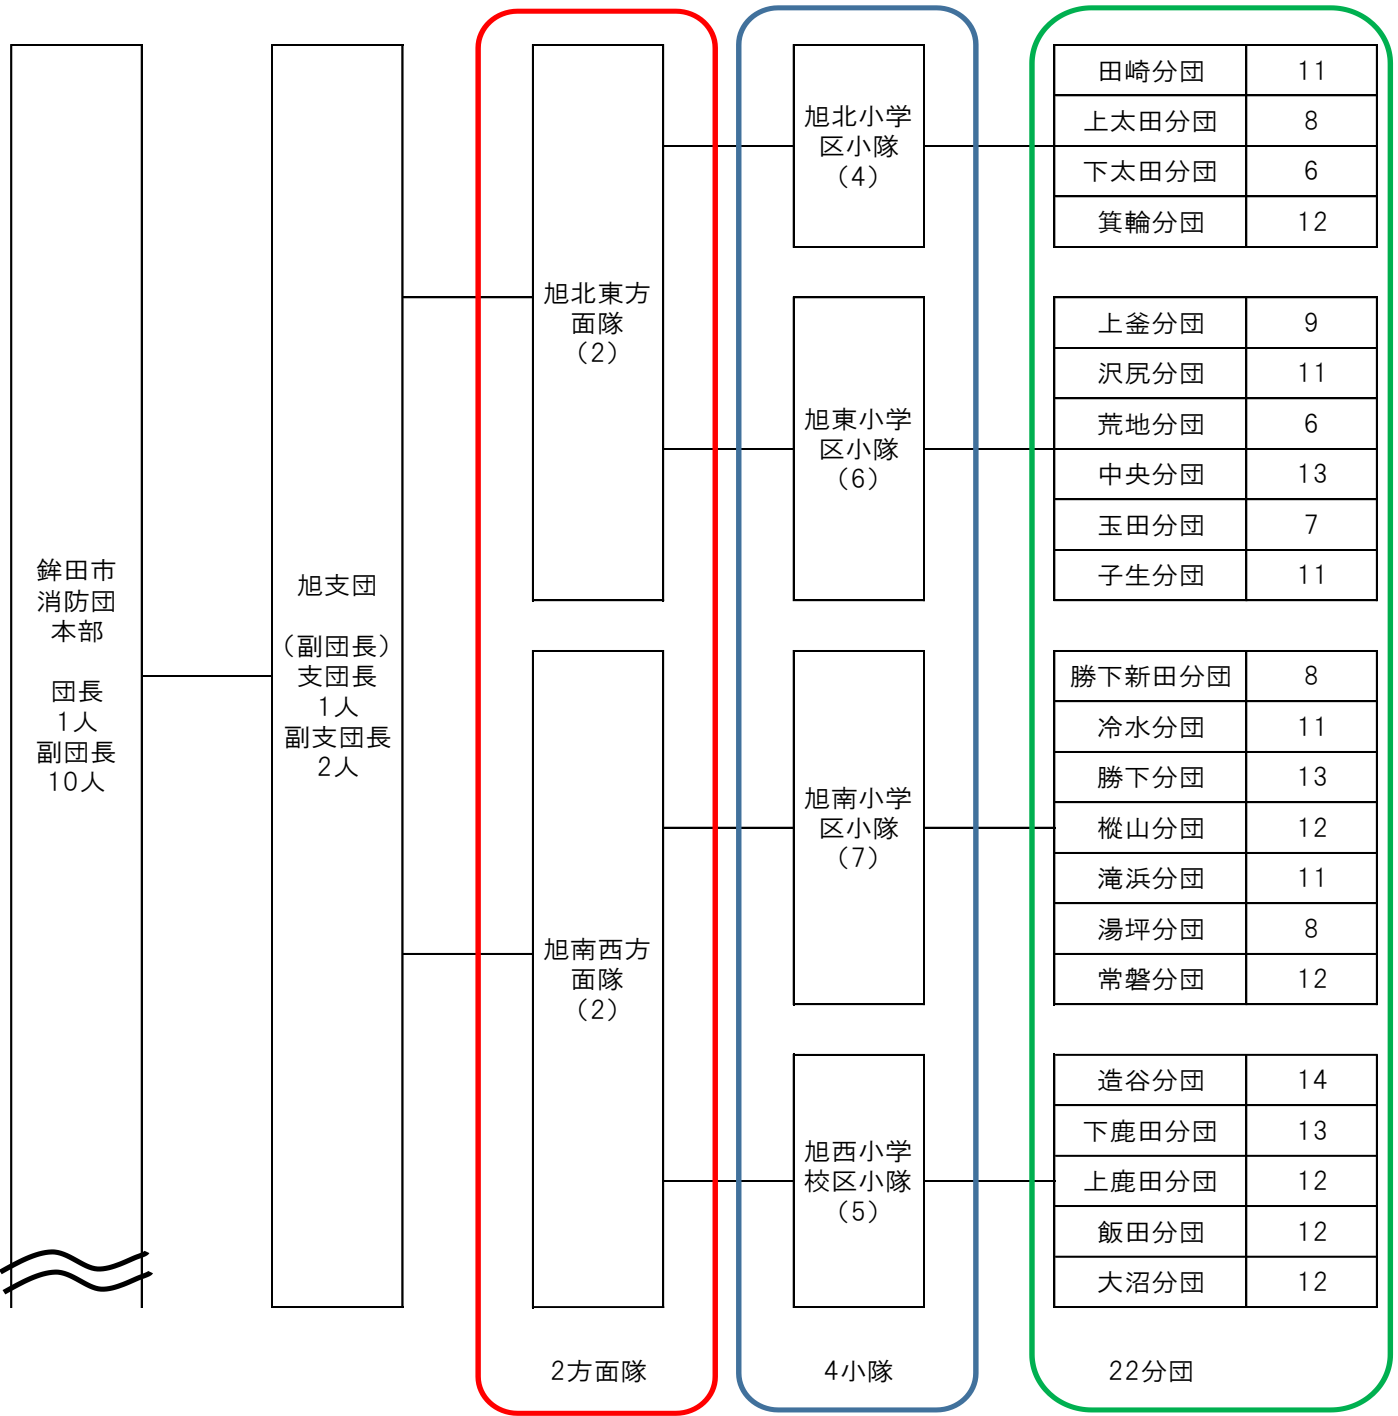 鉾田市
消防団
本部
団長
1人
副団長
10人
旭支団
（副団長）
支団長
1人
副支団長
2人
旭北東方
面隊
（2）
旭南西方
面隊
（2）
2方面隊
旭北小学
区小隊
（4）
旭東小学
区小隊
（6）
旭南小学
区小隊
（7）
旭西小学
校区小隊
（5）
4小隊
田崎分団 11
上太田分団 8
下太田分団 6
箕輪分団 12
上釜分団 9
沢尻分団 11
荒地分団 6
中央分団 13
玉田分団 7
子生分団 11
勝下新田分団 8
冷水分団 11
勝下分団 13
樅山分団 12
滝浜分団 11
湯坪分団 8
常磐分団 12
造谷分団 14
下鹿田分団 13
上鹿田分団 12
飯田分団 12
大沼分団 12
22分団